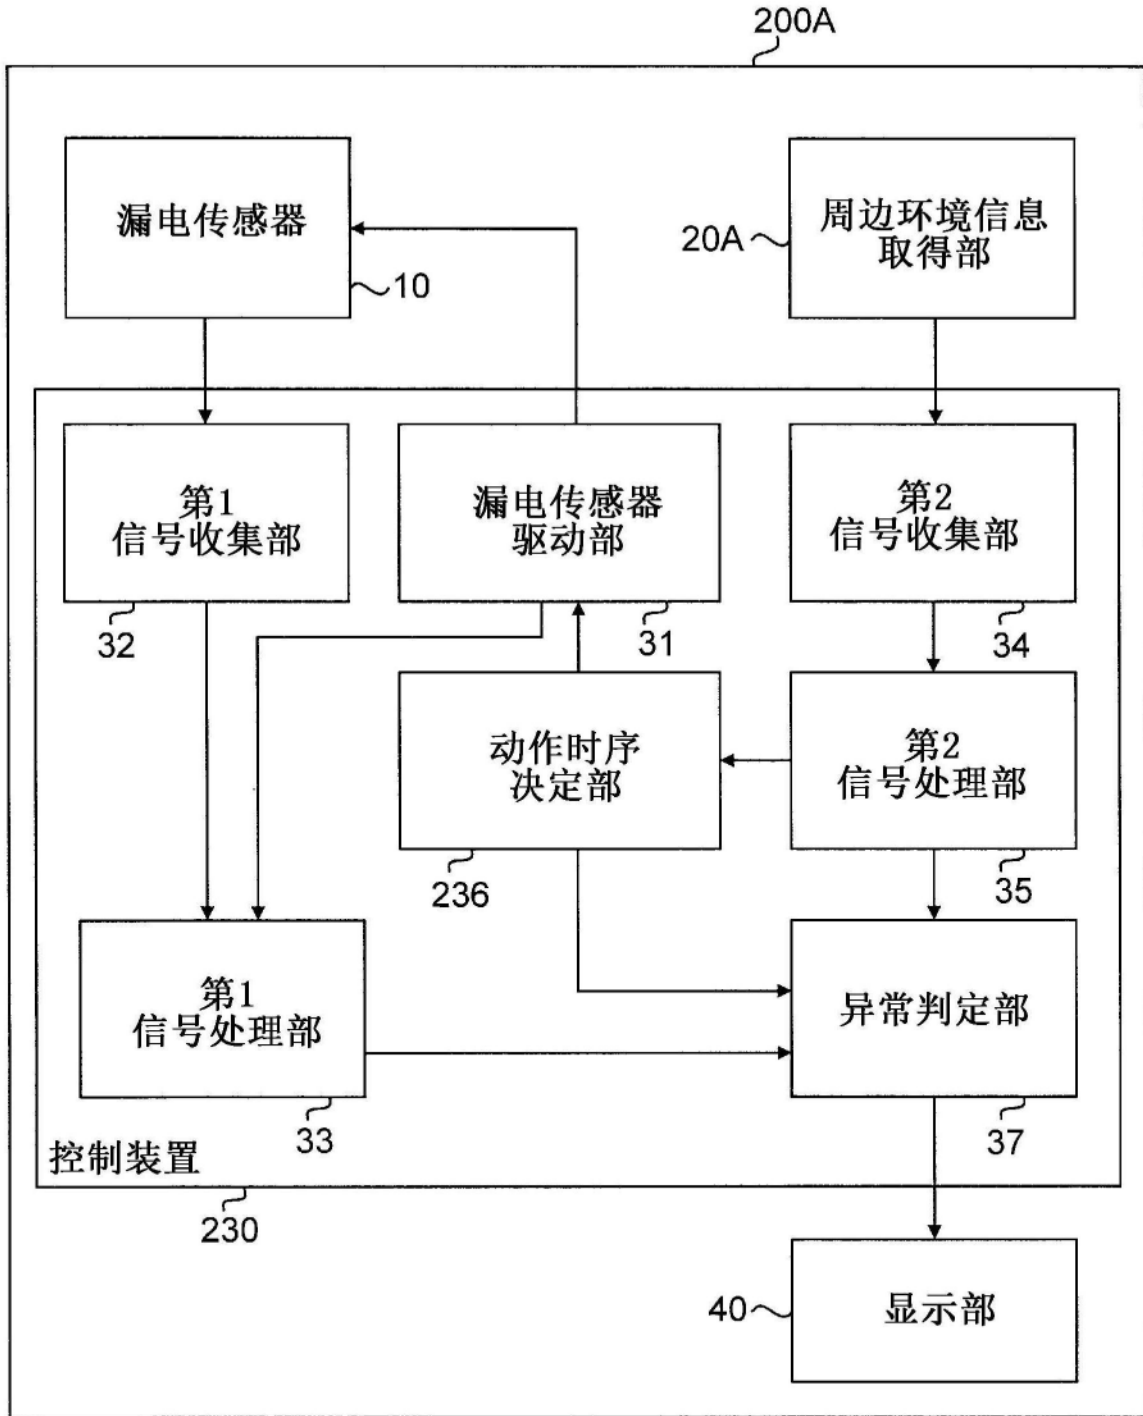 200A
漏电传感器
10
20A
周边环境信息
取得部
第1
信号收集部
32
漏电传感器
驱动部
31
第2
信号收集部
34
动作时序
决定部
236
第2
信号处理部
35
第1
信号处理部
33
异常判定部
37
控制装置
230
40
显示部